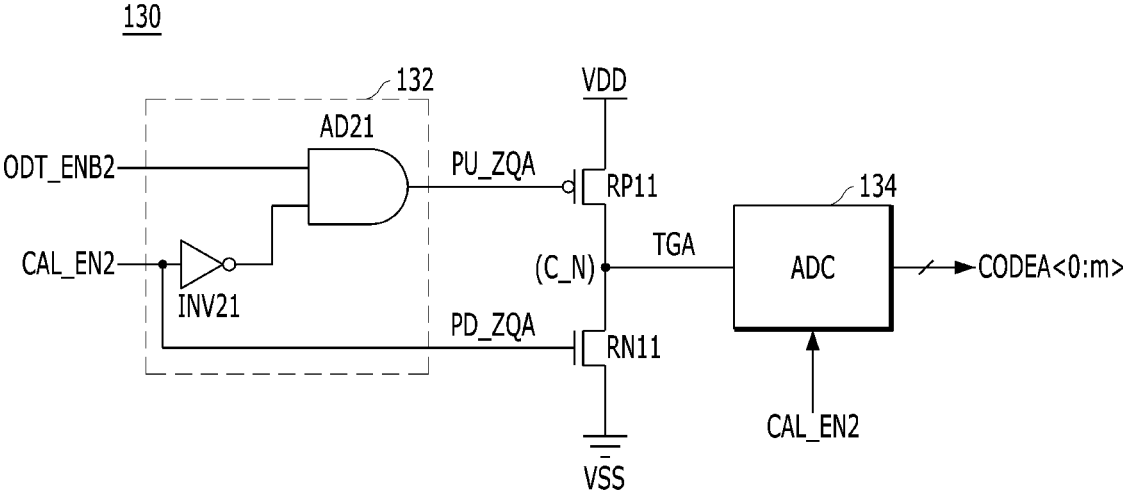 130
132
VDD
AD21
ODT_ENB2
PU_ZQA
RP11
134
CAL_EN2
INV21
(C_N)
TGA
ADC
CODEA<0:m>
PD_ZQA
RN11
CAL_EN2
VSS